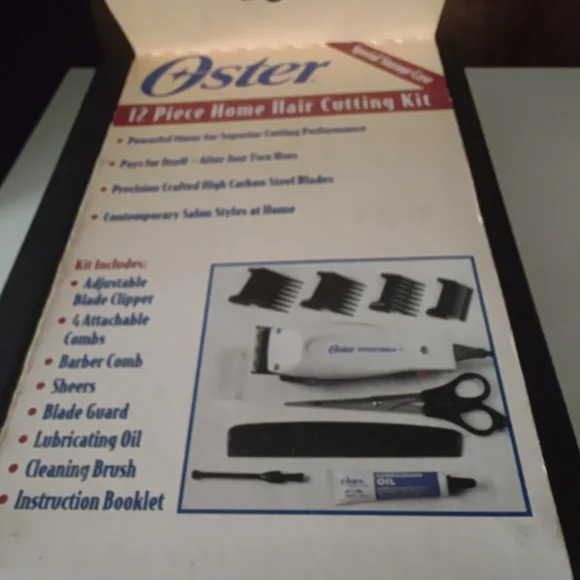 Oster
Special Storage Case
12 Piece Home Hair Cutting Kit
• Powerful Motor for Superior Cutting Performance
• Pays for Itself - After Just Two Uses
• Precision Crafted High Carbon Steel Blades
• Contemporary Salon Styles at Home
Kit Includes:
• Adjustable
Blade Clipper
• 4 Attachable
Combs
• Barber Comb
• Sheers
• Blade Guard
• Lubricating Oil
• Cleaning Brush
• Instruction Booklet
Oster
Oster
OIL